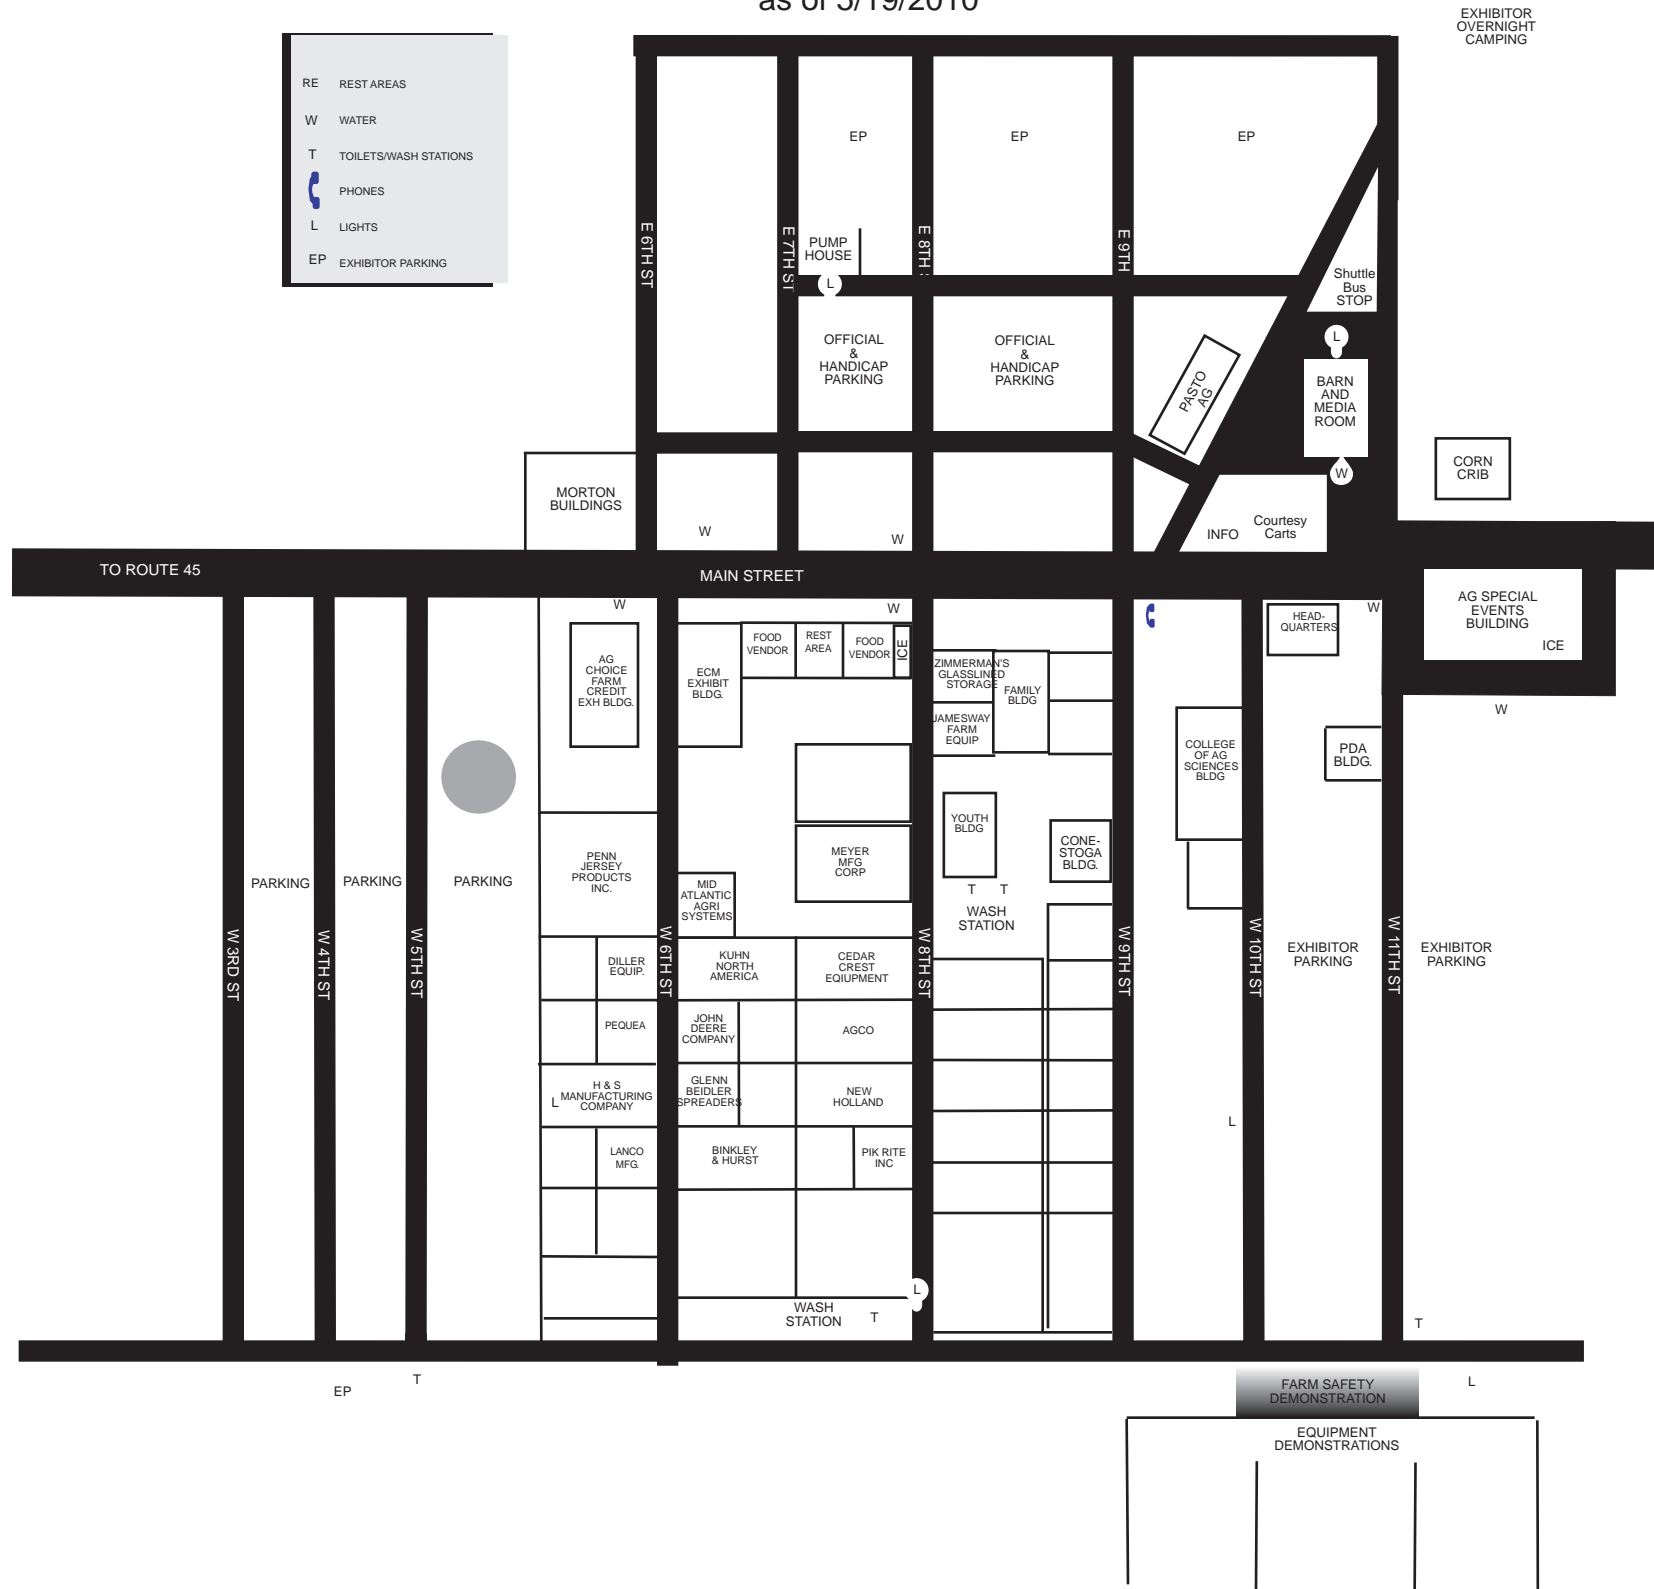 as of 5/19/2010
EXHIBITOR
OVERNIGHT
CAMPING
RE REST AREAS
W WATER
T TOILETS/WASH STATIONS
PHONES
L LIGHTS
EP EXHIBITOR PARKING
EP
EP
EP
E 6TH ST
E 7TH ST
E 8TH S
E 9TH
PUMP
HOUSE
L
Shuttle
Bus
STOP
OFFICIAL
&
HANDICAP
PARKING
OFFICIAL
&
HANDICAP
PARKING
PASTO
AG
L
BARN
AND
MEDIA
ROOM
W
CORN
CRIB
MORTON
BUILDINGS
W
W
INFO
Courtesy
Carts
TO ROUTE 45
MAIN STREET
AG SPECIAL
EVENTS
BUILDING
ICE
W
W
W
W
HEAD-
QUARTERS
AG
CHOICE
FARM
CREDIT
EXH BLDG.
ECM
EXHIBIT
BLDG.
FOOD
VENDOR
REST
AREA
FOOD
VENDOR
ICE
ZIMMERMAN'S
GLASSLINED
STORAGE
FAMILY
BLDG
JAMESWAY
FARM
EQUIP
COLLEGE
OF AG
SCIENCES
BLDG
PDA
BLDG.
YOUTH
BLDG
CONE-
STOGA
BLDG.
T T
WASH
STATION
PARKING
PARKING
PARKING
PENN
JERSEY
PRODUCTS
INC.
MEYER
MFG
CORP
MID
ATLANTIC
AGRI
SYSTEMS
W 3RD ST
W 4TH ST
W 5TH ST
W 6TH ST
W 8TH ST
W 9TH ST
W 10TH ST
W 11TH ST
DILLER
EQUIP.
KUHN
NORTH
AMERICA
CEDAR
CREST
EQIUPMENT
EXHIBITOR
PARKING
EXHIBITOR
PARKING
PEQUEA
JOHN
DEERE
COMPANY
AGCO
H & S
MANUFACTURING
COMPANY
L
GLENN
BEIDLER
SPREADERS
NEW
HOLLAND
L
LANCO
MFG.
BINKLEY
& HURST
PIK RITE
INC
L
WASH
STATION
T
T
EP
T
FARM SAFETY
DEMONSTRATION
L
EQUIPMENT
DEMONSTRATIONS